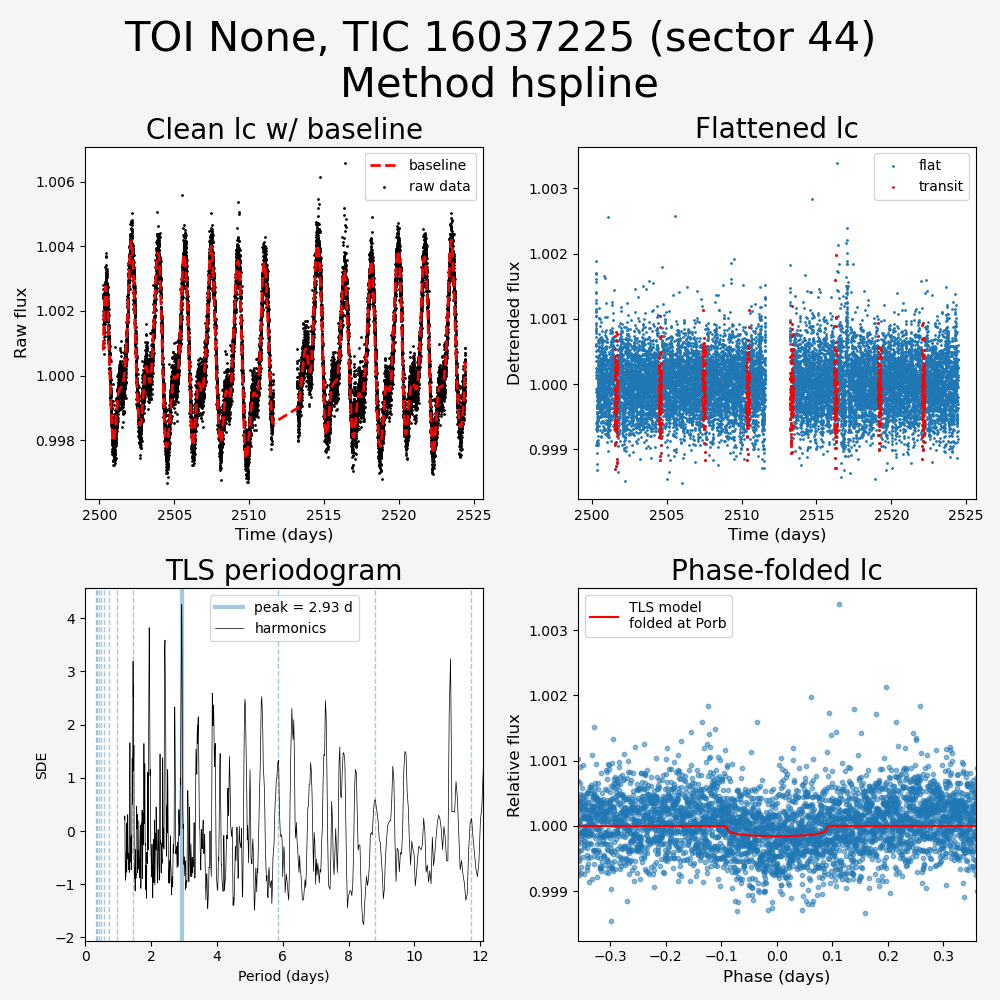 TOI None, TIC 16037225 (sector 44)
Method hspline
Clean lc w/ baseline
baseline
raw data
Raw flux
1.006
1.004
1.002
1.000
0.998
2500
2505
2510
2515
2520
2525
Time (days)
Flattened lc
flat
transit
Detrended flux
1.003
1.002
1.001
1.000
0.999
2500
2505
2510
2515
2520
2525
Time (days)
TLS periodogram
peak = 2.93 d
harmonics
SDE
4
3
2
1
0
−1
−2
0
2
4
6
8
10
12
Period (days)
Phase-folded lc
TLS model
folded at Porb
Relative flux
1.003
1.002
1.001
1.000
0.999
−0.3
−0.2
−0.1
0.0
0.1
0.2
0.3
Phase (days)